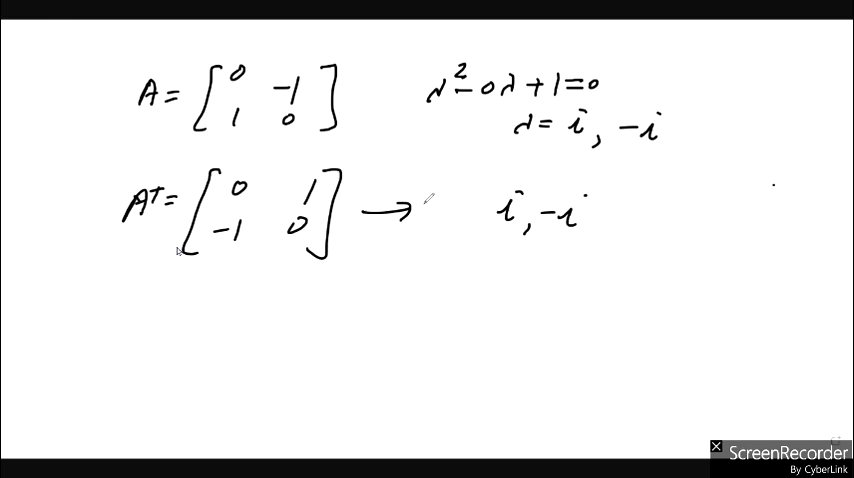 A = [ 0 -1
1 0 ]
λ² - 0λ + 1 = 0
λ = i, -i
Aᵀ = [ 0 1
-1 0 ] → i, -i
ScreenRecorder
By CyberLink